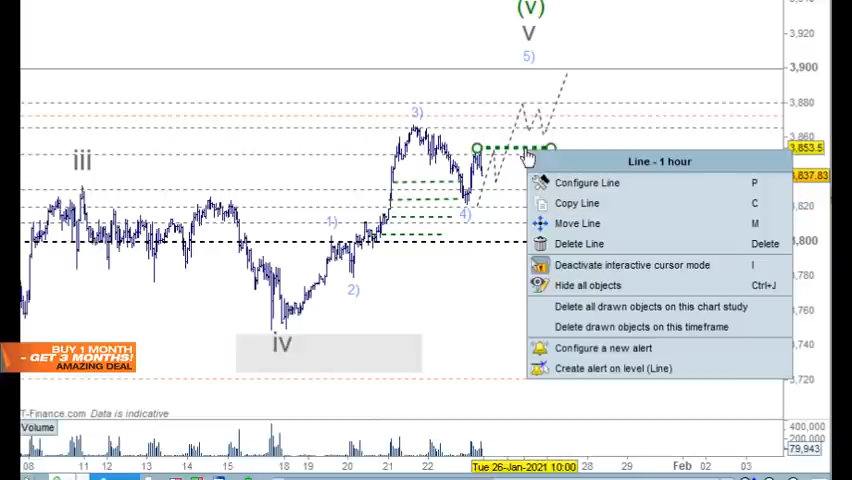 (v)
v
5)
3,920
3,900
3,880
3,860
3,853.5
3,837.83
3,820
3,800
3,780
3,760
3,740
3,720
iii
3)
1)
4)
2)
iv
Line - 1 hour
Configure Line P
Copy Line C
Move Line M
Delete Line Delete
Deactivate interactive cursor mode I
Hide all objects Ctrl+J
Delete all drawn objects on this chart study
Delete drawn objects on this timeframe
Configure a new alert
Create alert on level (Line)
BUY 1 MONTH
- GET 3 MONTHS!
AMAZING DEAL
T-Finance.com Data is indicative
Volume
400,000
200,000
79,943
08 11 12 13 14 15 18 19 20 21 22 Tue 26-Jan-2021 10:00 28 29 Feb 02 03